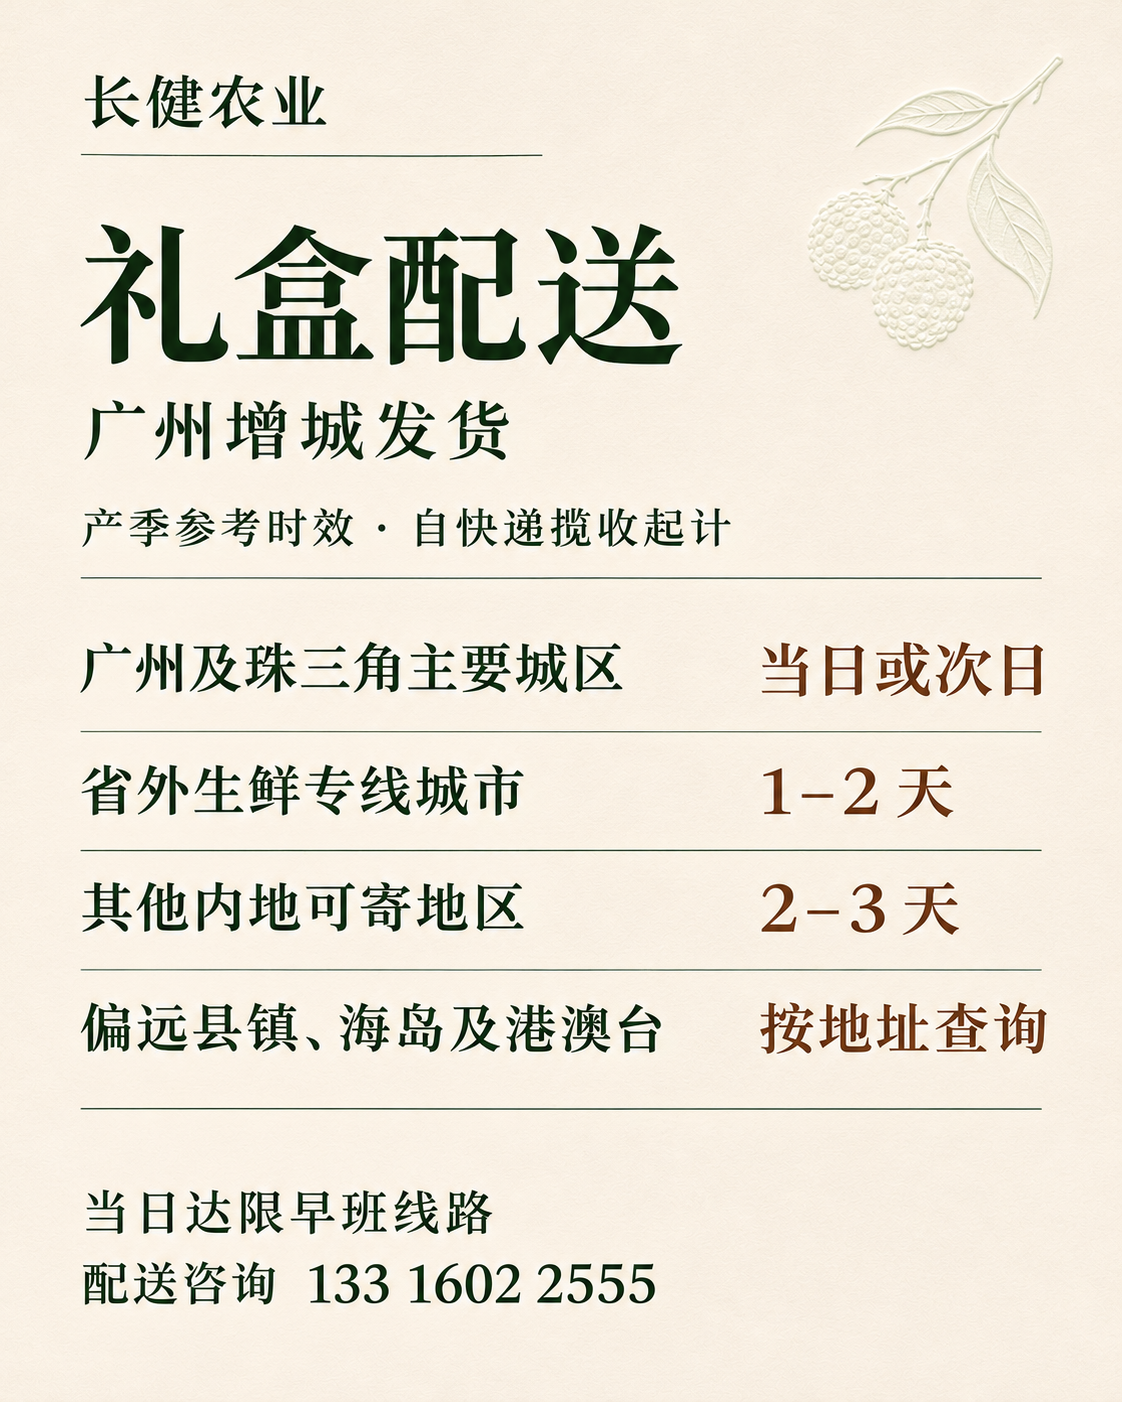 长健农业
礼盒配送
广州增城发货
产季参考时效 · 自快递揽收起计
广州及珠三角主要城区 当日或次日
省外生鲜专线城市 1–2 天
其他内地可寄地区 2–3 天
偏远县镇、海岛及港澳台 按地址查询
当日达限早班线路
配送咨询 133 1602 2555